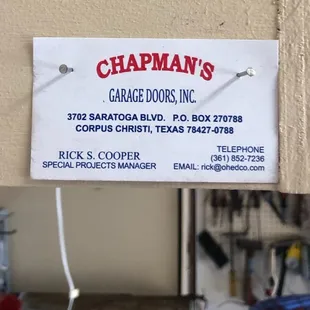 CHAPMAN'S
GARAGE DOORS, INC.
3702 SARATOGA BLVD. P.O. BOX 270788
CORPUS CHRISTI, TEXAS 78427-0788
RICK S. COOPER
SPECIAL PROJECTS MANAGER
TELEPHONE
(361) 852-7236
EMAIL: rick@ohedco.com